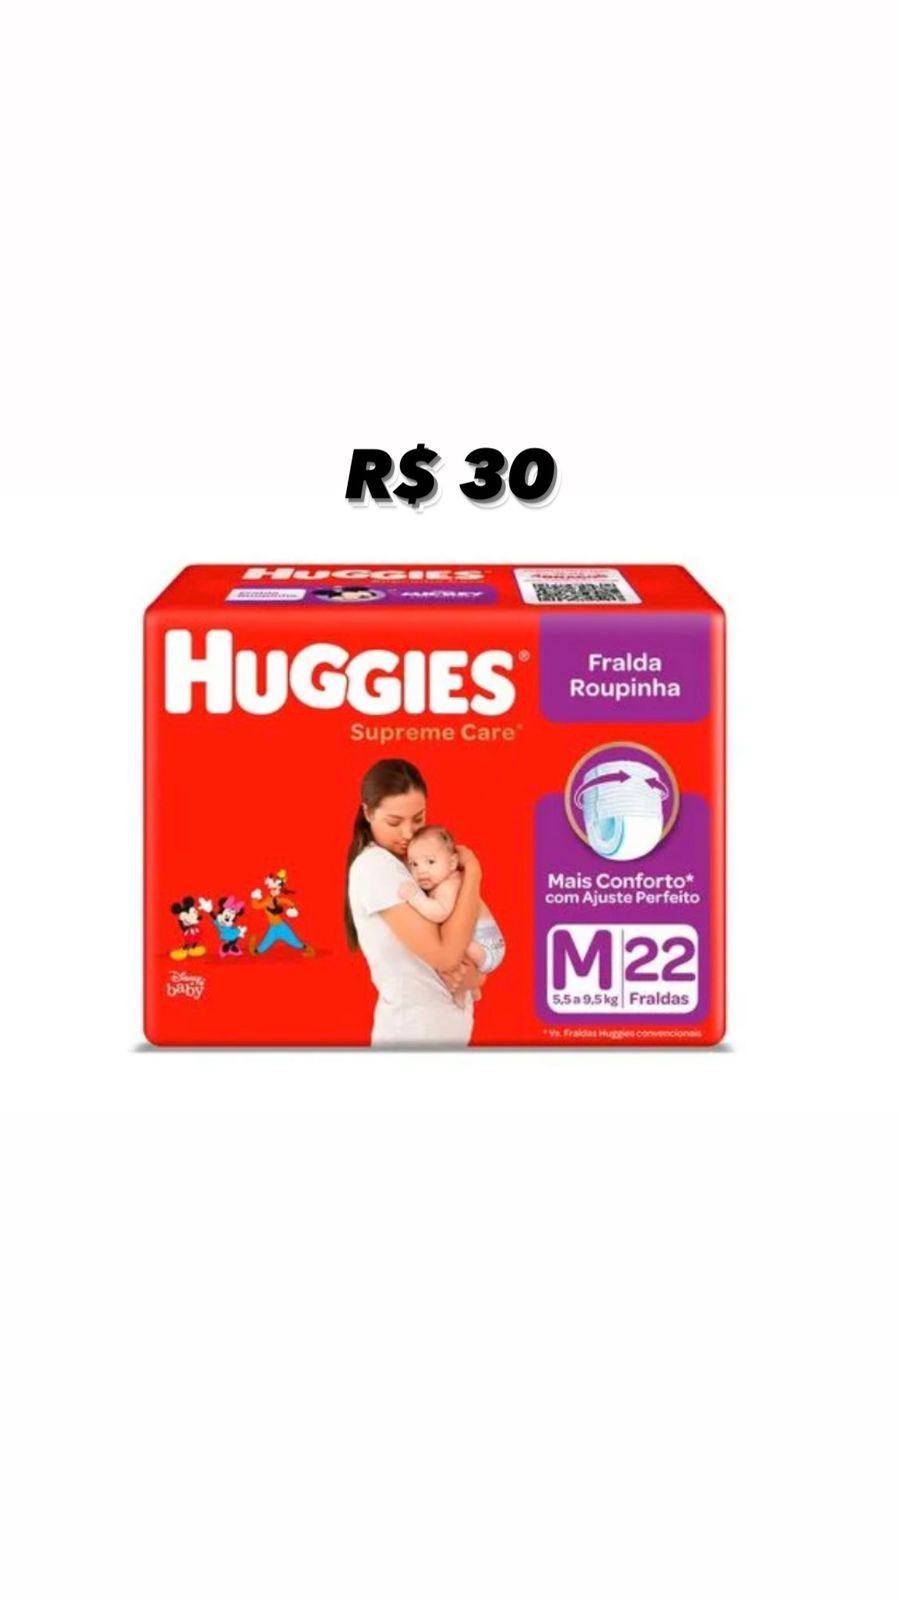 R$ 30
HUGGIES
HUGGIES®
Supreme Care®
Fralda
Roupinha
Mais Conforto*
com Ajuste Perfeito
M 22
5,5 a 9,5 kg Fraldas
Disney
baby
* Vs. Fraldas Huggies convencionais